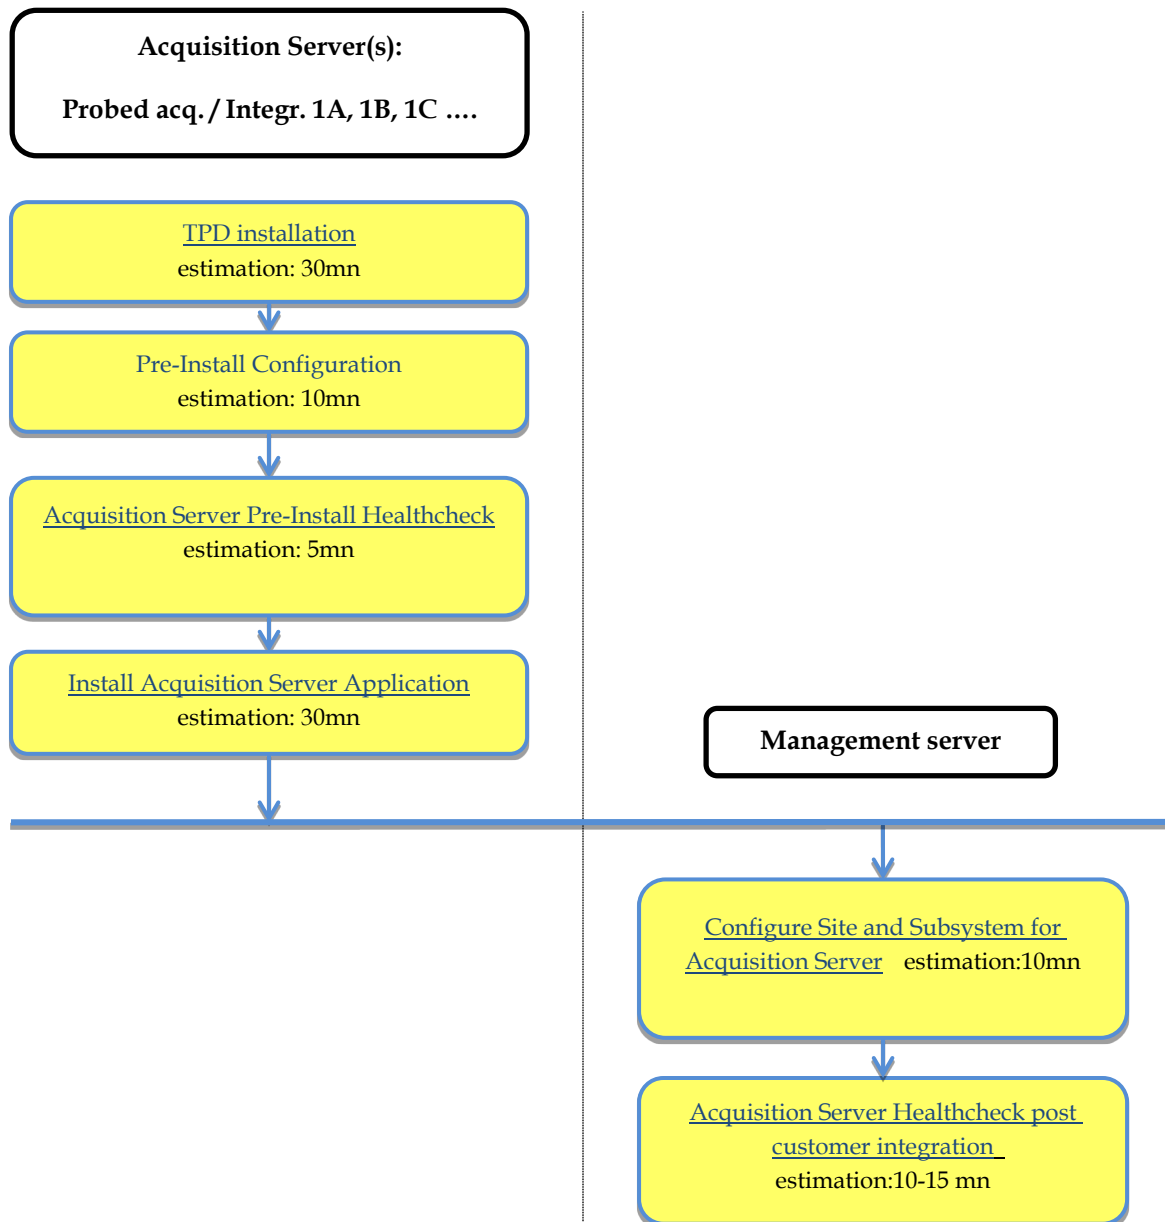 Acquisition Server(s):
Probed acq. / Integr. 1A, 1B, 1C ….
TPD installation
estimation: 30mn
Pre-Install Configuration
estimation: 10mn
Acquisition Server Pre-Install Healthcheck
estimation: 5mn
Install Acquisition Server Application
estimation: 30mn
Management server
Configure Site and Subsystem for
Acquisition Server estimation:10mn
Acquisition Server Healthcheck post
customer integration
estimation:10-15 mn